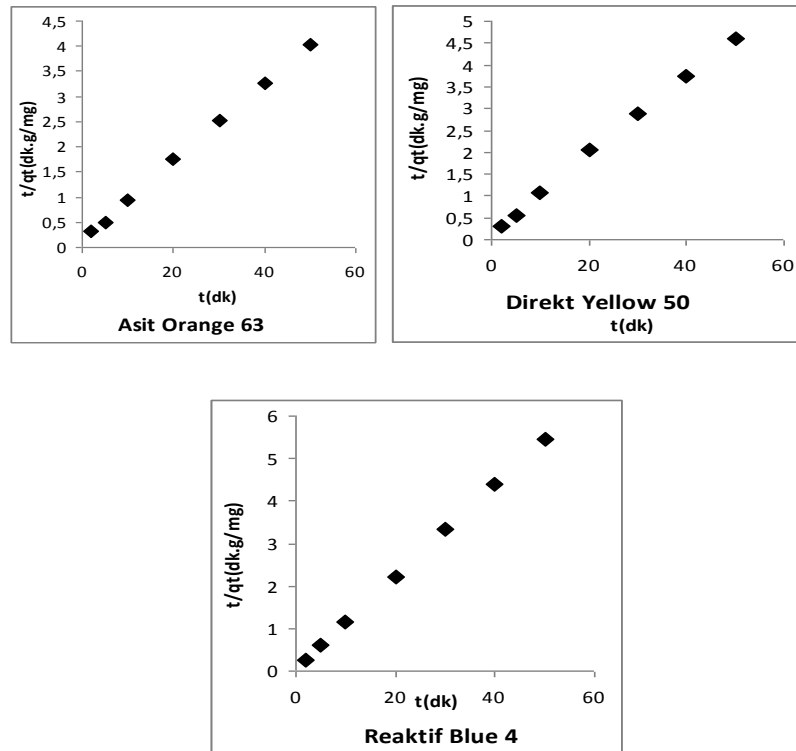 t/qt(dk.g/mg)
4,5
4
3,5
3
2,5
2
1,5
1
0,5
0
0 20 40 60
t(dk)
Asit Orange 63
t/qt(dk.g/mg)
5
4,5
4
3,5
3
2,5
2
1,5
1
0,5
0
0 20 40 60
Direkt Yellow 50
t(dk)
t/qt(dk.g/mg)
6
5
4
3
2
1
0
0 20 40 60
t(dk)
Reaktif Blue 4